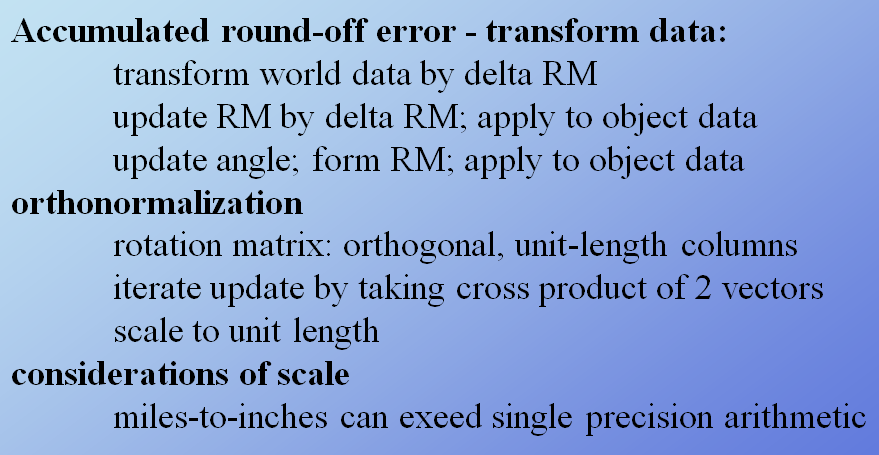 Accumulated round-off error - transform data:
transform world data by delta RM
update RM by delta RM; apply to object data
update angle; form RM; apply to object data
orthonormalization
rotation matrix: orthogonal, unit-length columns
iterate update by taking cross product of 2 vectors
scale to unit length
considerations of scale
miles-to-inches can exeed single precision arithmetic